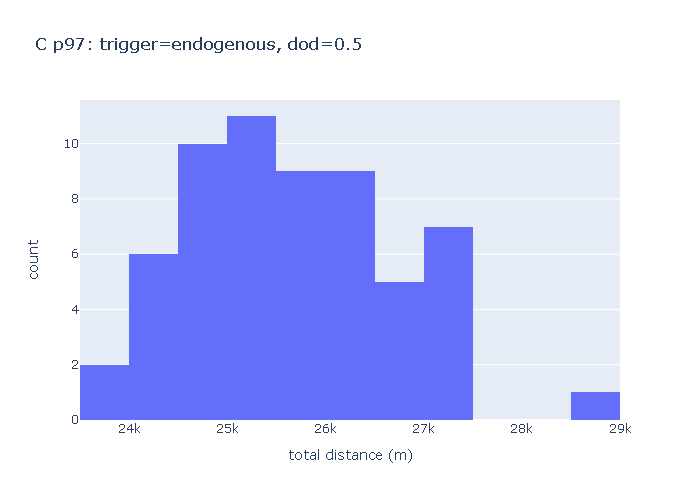 C p97: trigger=endogenous, dod=0.5
10
8
6
4
2
0
count
24k 25k 26k 27k 28k 29k
total distance (m)